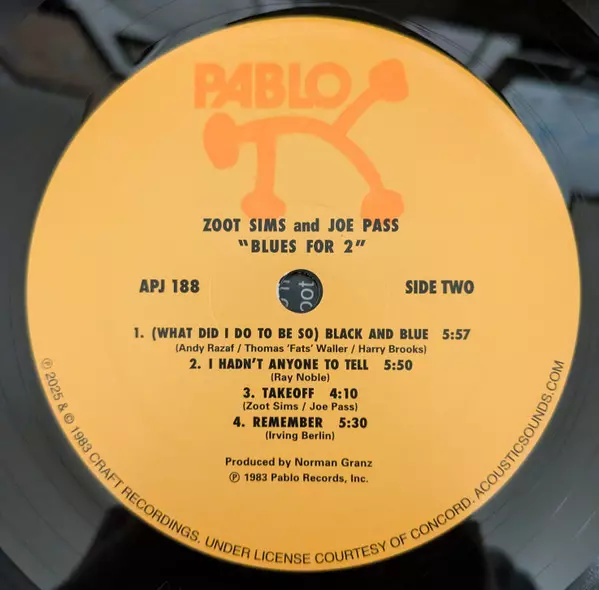 PABLO
ZOOT SIMS and JOE PASS
"BLUES FOR 2"
APJ 188
SIDE TWO
1. (WHAT DID I DO TO BE SO) BLACK AND BLUE 5:57
(Andy Razaf / Thomas 'Fats' Waller / Harry Brooks)
2. I HADN'T ANYONE TO TELL 5:50
(Ray Noble)
3. TAKEOFF 4:10
(Zoot Sims / Joe Pass)
4. REMEMBER 5:30
(Irving Berlin)
Produced by Norman Granz
℗ 1983 Pablo Records, Inc.
℗ 2025 & © 1983 CRAFT RECORDINGS. UNDER LICENSE COURTESY OF CONCORD. ACOUSTICSOUNDS.COM